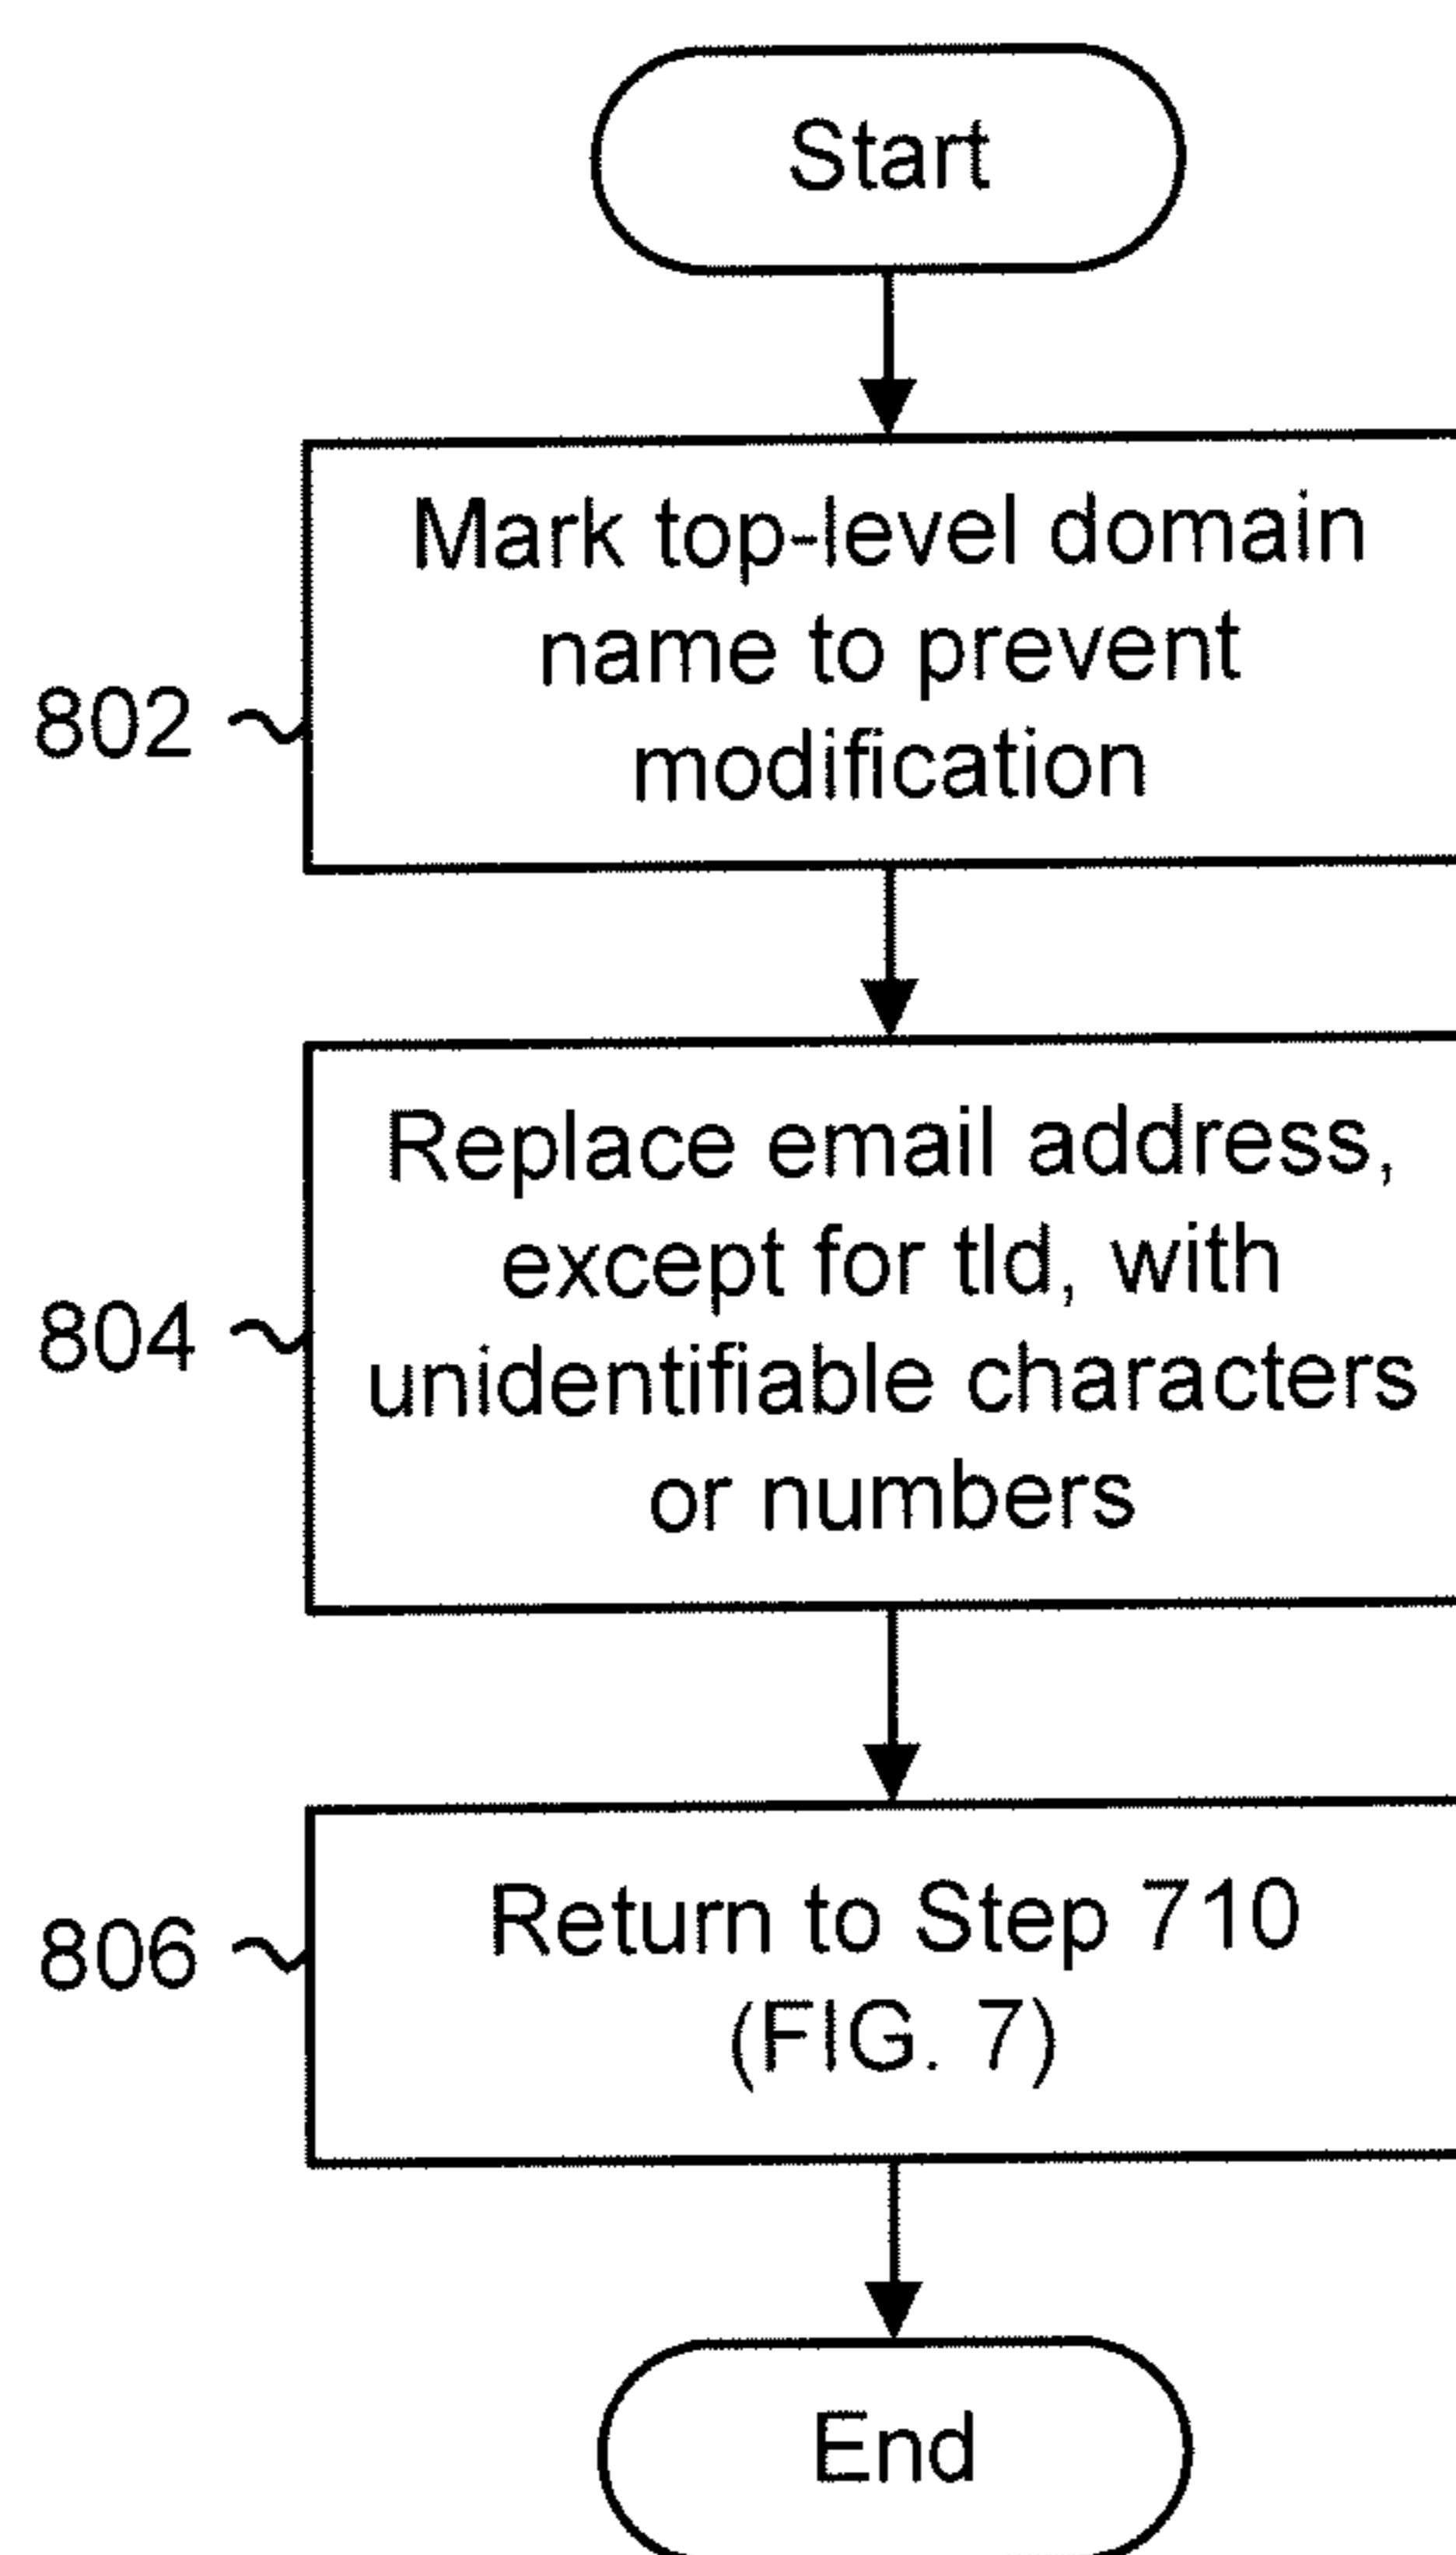 Start
Mark top-level domain
name to prevent
modification
802
Replace email address,
except for tld, with
unidentifiable characters
or numbers
804
Return to Step 710
(FIG. 7)
806
End